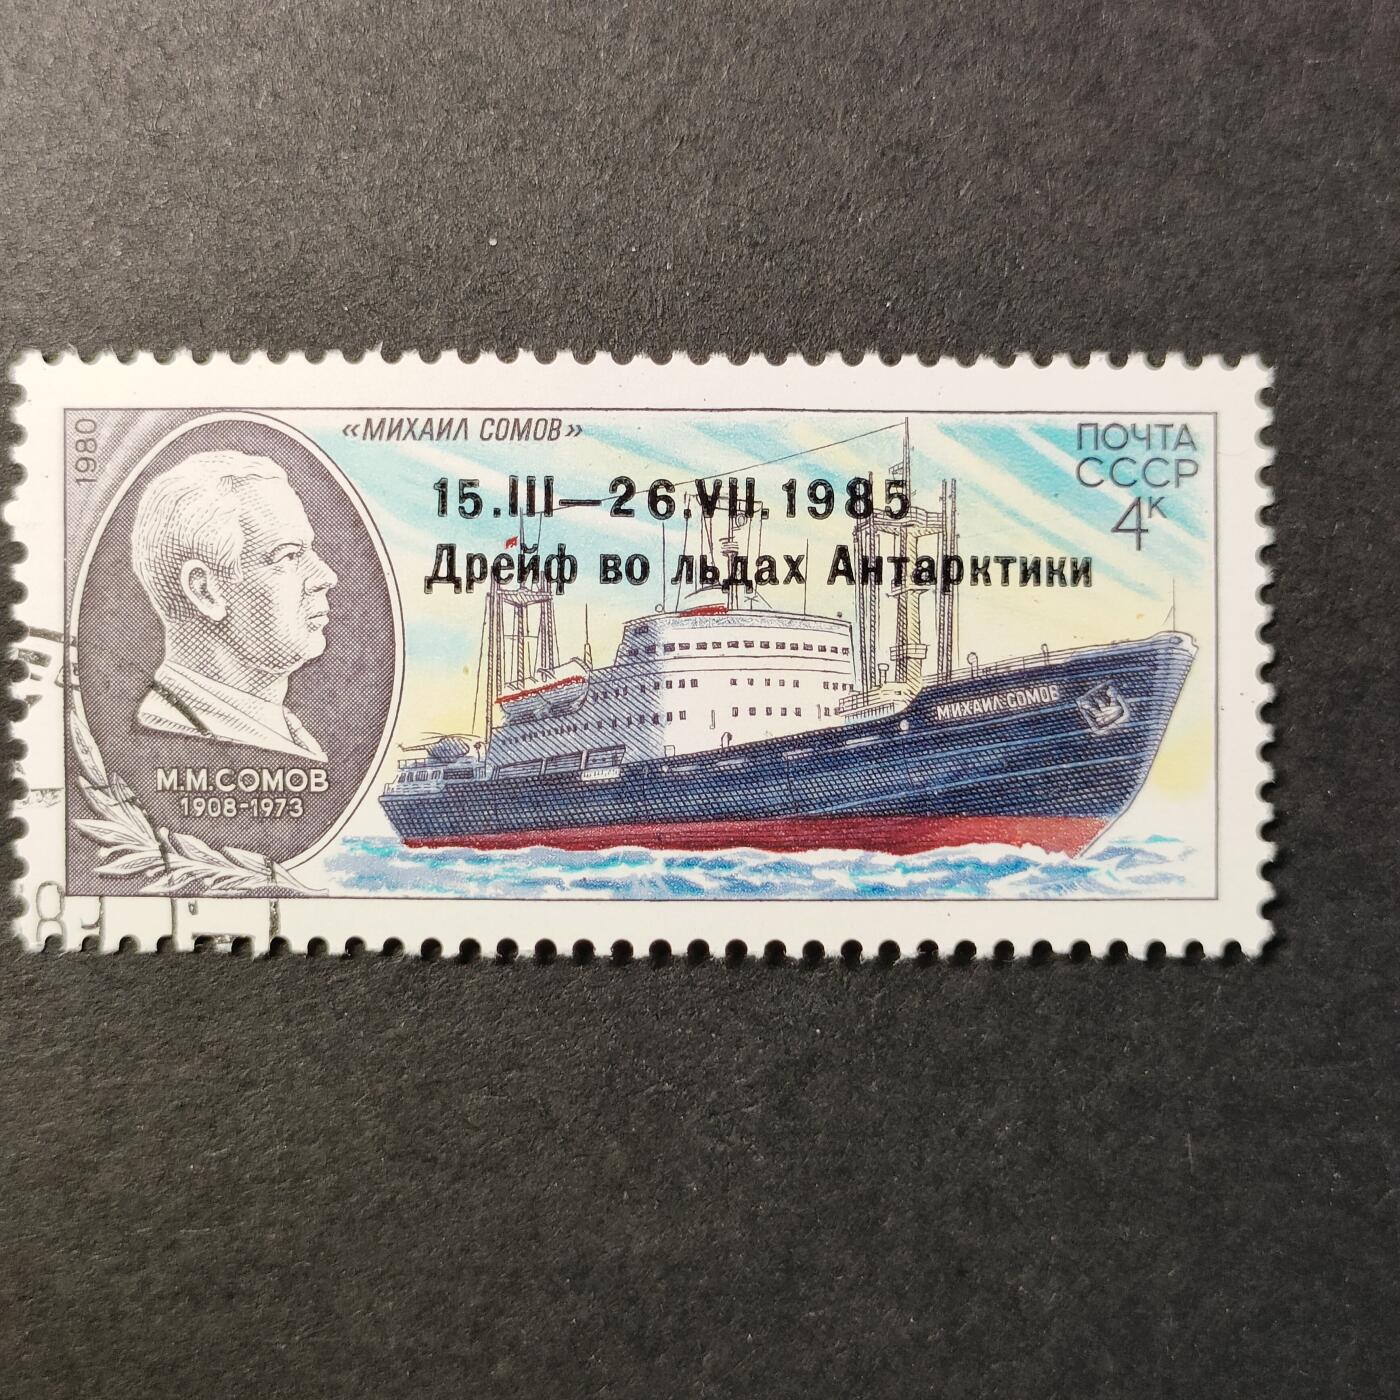 1980
«МИХАИЛ СОМОВ»
ПОЧТА
СССР
4к
15.III—26.VII.1985
Дрейф во льдах Антарктики
МИХАИЛ СОМОВ
М.М.СОМОВ
1908-1973